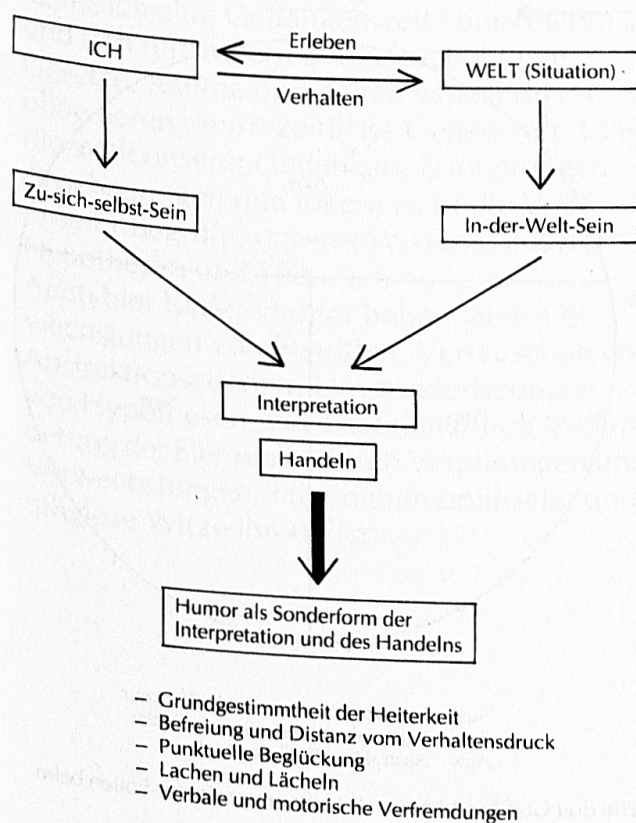 Erleben
ICH
WELT (Situation)
Verhalten
Zu-sich-selbst-Sein
In-der-Welt-Sein
Interpretation
Handeln
Humor als Sonderform der
Interpretation und des Handelns
– Grundgestimmtheit der Heiterkeit
– Befreiung und Distanz vom Verhaltensdruck
– Punktuelle Beglückung
– Lachen und Lächeln
– Verbale und motorische Verfremdungen